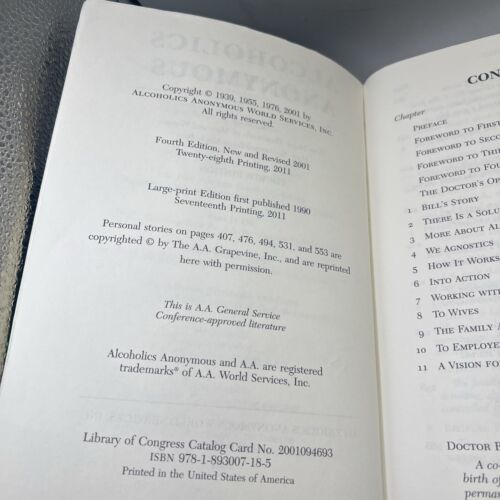 Copyright © 1939, 1955, 1976, 2001 by
ALCOHOLICS ANONYMOUS WORLD SERVICES, INC.
All rights reserved.
Fourth Edition, New and Revised 2001
Twenty-eighth Printing, 2011
Large-print Edition first published 1990
Seventeenth Printing, 2011
Personal stories on pages 407, 476, 494, 531, and 553 are
copyrighted © by The A.A. Grapevine, Inc., and are reprinted
here with permission.
This is A.A. General Service
Conference-approved literature
Alcoholics Anonymous and A.A. are registered
trademarks® of A.A. World Services, Inc.
Library of Congress Catalog Card No. 2001094693
ISBN 978-1-893007-18-5
Printed in the United States of America
CON
Chapter
PREFACE
FOREWORD TO FIRST
FOREWORD TO SECO
FOREWORD TO THI
FOREWORD TO FOU
THE DOCTOR'S OP
1 BILL'S STORY
2 THERE IS A SOLU
3 MORE ABOUT AL
4 WE AGNOSTICS
5 HOW IT WORKS
6 INTO ACTION
7 WORKING WITH
8 TO WIVES
9 THE FAMILY A
10 TO EMPLOYE
11 A VISION FO
DOCTOR B
A co-
birth o
perma